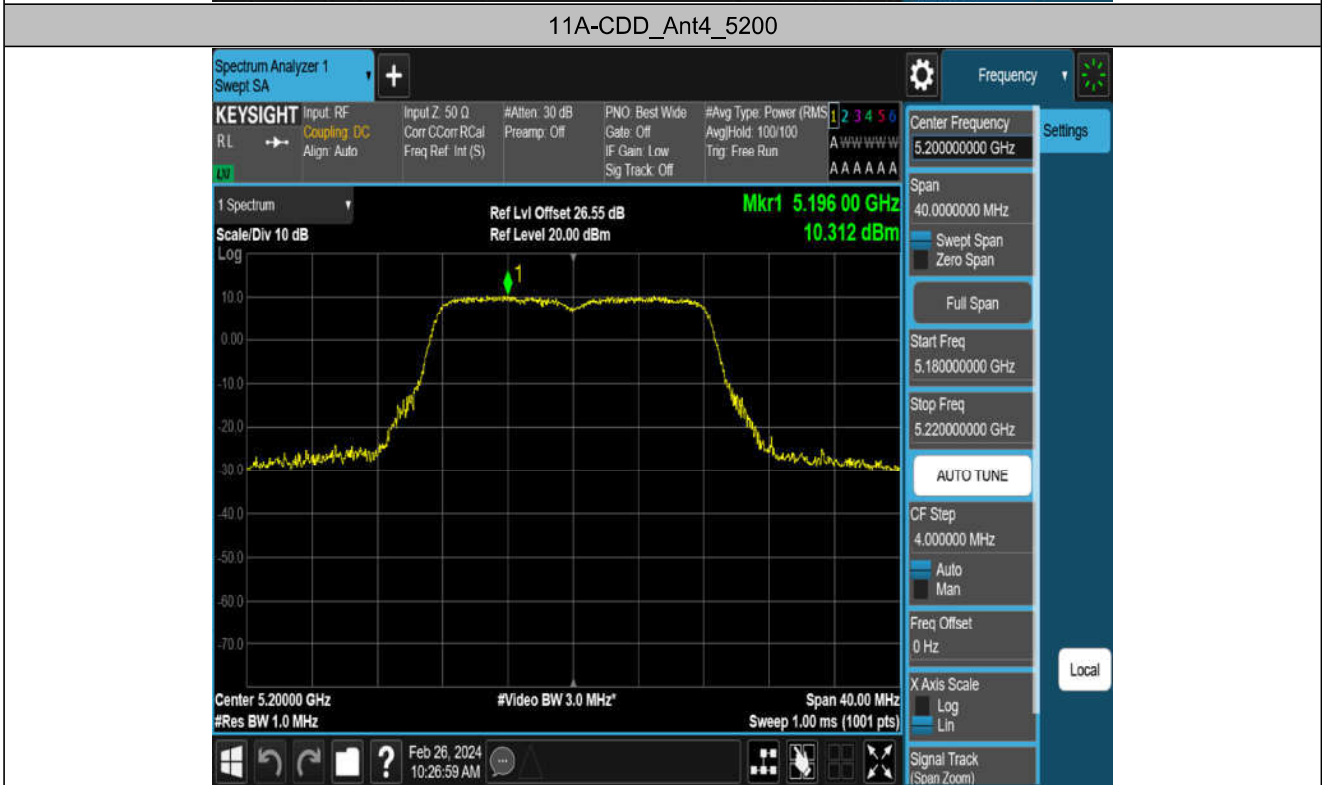 11A-CDD_Ant4_5200
Spectrum Analyzer 1
Swept SA
+
Frequency
KEYSIGHT
RL
Input: RF
Coupling: DC
Align: Auto
Input Z: 50 Ω
Corr CCorr RCal
Freq Ref: Int (S)
#Atten: 30 dB
Preamp: Off
PNO: Best Wide
Gate: Off
IF Gain: Low
Sig Track: Off
#Avg Type: Power (RMS
Avg|Hold: 100/100
Trig: Free Run
1 2 3 4 5 6
A W W W W W
A A A A A A
1 Spectrum
Scale/Div 10 dB
Log
Ref Lvl Offset 26.55 dB
Ref Level 20.00 dBm
Mkr1 5.196 00 GHz
10.312 dBm
1
10.0
0.00
-10.0
-20.0
-30.0
-40.0
-50.0
-60.0
-70.0
Center 5.20000 GHz
#Res BW 1.0 MHz
#Video BW 3.0 MHz*
Span 40.00 MHz
Sweep 1.00 ms (1001 pts)
?
Feb 26, 2024
10:26:59 AM
Center Frequency
5.200000000 GHz
Settings
Span
40.0000000 MHz
Swept Span
Zero Span
Full Span
Start Freq
5.180000000 GHz
Stop Freq
5.220000000 GHz
AUTO TUNE
CF Step
4.000000 MHz
Auto
Man
Freq Offset
0 Hz
Local
X Axis Scale
Log
Lin
Signal Track
(Span Zoom)